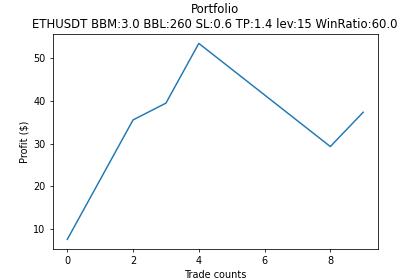 Portfolio
ETHUSDT BBM:3.0 BBL:260 SL:0.6 TP:1.4 lev:15 WinRatio:60.0
50
40
30
20
10
Profit ($)
0 2 4 6 8
Trade counts